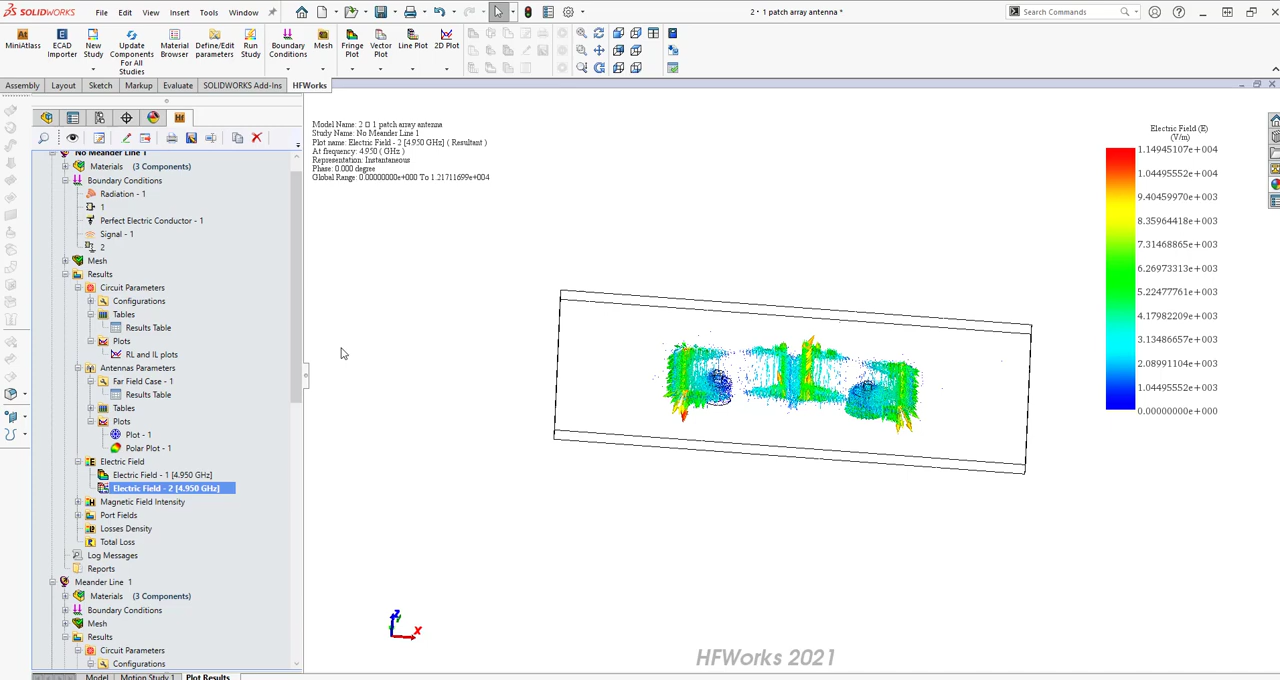 SOLIDWORKS File Edit View Insert Tools Window 2 • 1 patch array antenna * Search Commands
MiniAtlas
ECAD Importer
New Study
Update Components For All Studies
Material Browser
Define/Edit parameters
Run Study
Boundary Conditions
Mesh
Fringe Plot
Vector Plot
Line Plot
2D Plot
Assembly Layout Sketch Markup Evaluate SOLIDWORKS Add-Ins HFWorks
No Meander Line 1
Materials (3 Components)
Boundary Conditions
Radiation - 1
1
Perfect Electric Conductor - 1
Signal - 1
2
Mesh
Results
Circuit Parameters
Configurations
Tables
Results Table
Plots
RL and IL plots
Antennas Parameters
Far Field Case - 1
Results Table
Tables
Plots
Plot - 1
Polar Plot - 1
Electric Field
Electric Field - 1 [4.950 GHz]
Electric Field - 2 [4.950 GHz]
Magnetic Field Intensity
Port Fields
Losses Density
Total Loss
Log Messages
Reports
Meander Line 1
Materials (3 Components)
Boundary Conditions
Mesh
Results
Circuit Parameters
Configurations
Model Motion Study 1 Plot Results
Model Name: 2 □ 1 patch array antenna
Study Name: No Meander Line 1
Plot name: Electric Field - 2 [4.950 GHz] ( Resultant )
At frequency: 4.950 ( GHz )
Representation: Instantaneous
Phase: 0.000 degree
Global Range: 0.00000000e+000 To 1.21711699e+004
Electric Field (E)
(V/m)
1.14945107e+004
1.04495552e+004
9.40459970e+003
8.35964418e+003
7.31468865e+003
6.26973313e+003
5.22477761e+003
4.17982209e+003
3.13486656e+003
2.08991104e+003
1.04495552e+003
0.00000000e+000
Z
X
HFWorks 2021